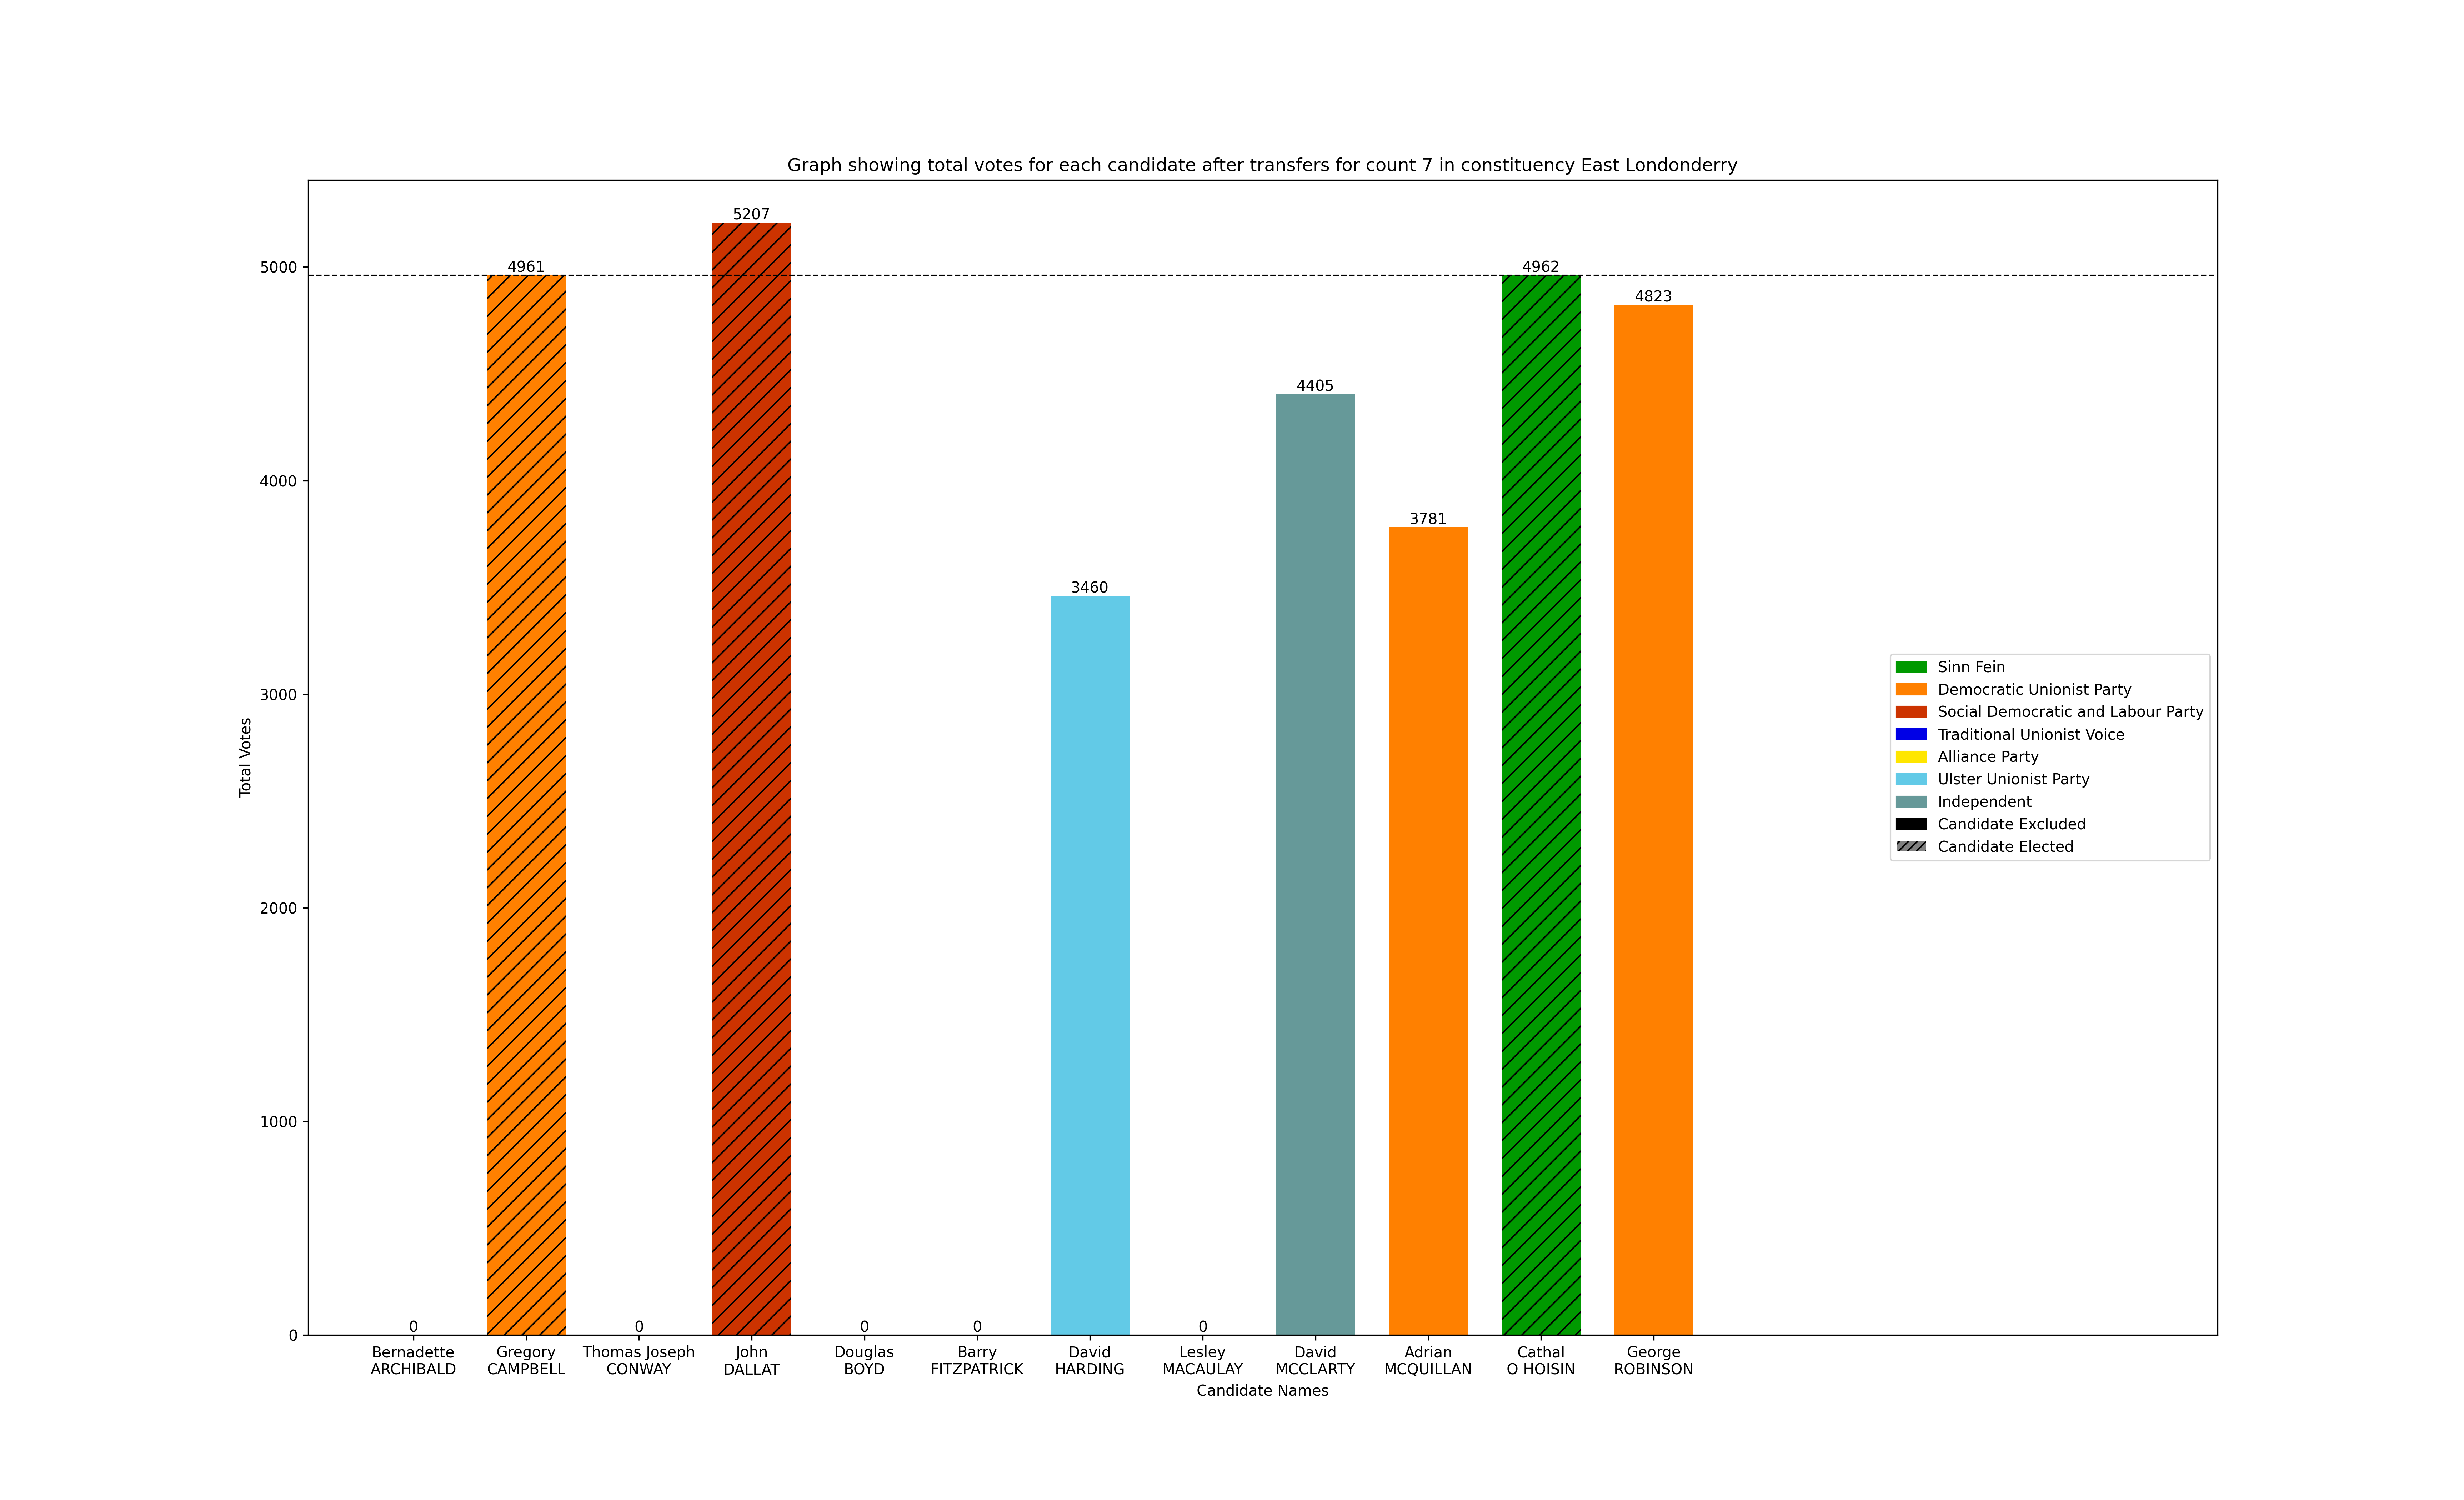 Graph showing total votes for each candidate after transfers for count 7 in constituency East Londonderry
Total Votes
5000
4000
3000
2000
1000
0
0
4961
0
5207
0
0
3460
0
4405
3781
4962
4823
Bernadette
ARCHIBALD
Gregory
CAMPBELL
Thomas Joseph
CONWAY
John
DALLAT
Douglas
BOYD
Barry
FITZPATRICK
David
HARDING
Lesley
MACAULAY
David
MCCLARTY
Adrian
MCQUILLAN
Cathal
O HOISIN
George
ROBINSON
Candidate Names
Sinn Fein
Democratic Unionist Party
Social Democratic and Labour Party
Traditional Unionist Voice
Alliance Party
Ulster Unionist Party
Independent
Candidate Excluded
Candidate Elected